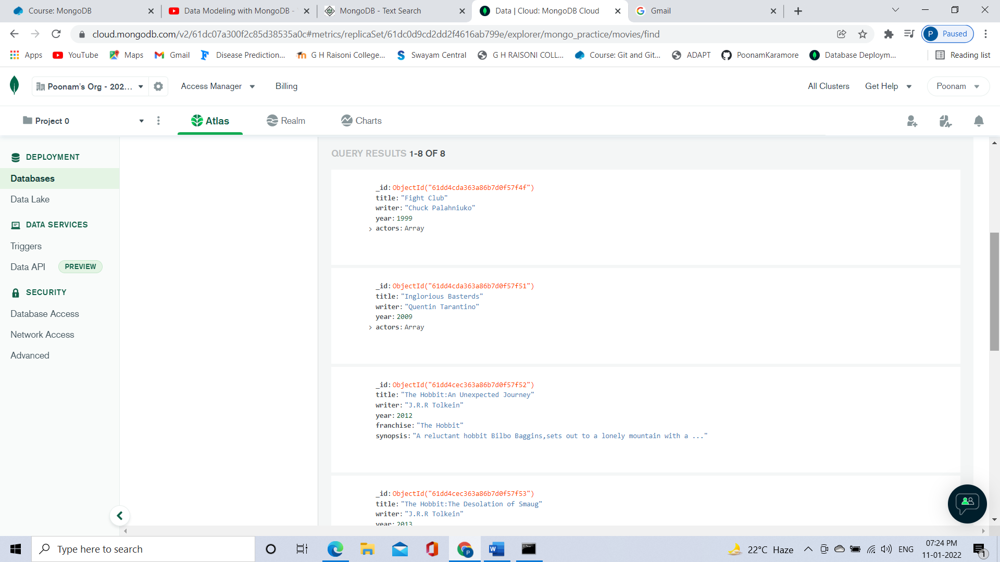 Course: MongoDB
Data Modeling with MongoDB -
MongoDB - Text Search
Data | Cloud: MongoDB Cloud
Gmail
cloud.mongodb.com/v2/61dc07a300f2c85d38535a0c#metrics/replicaSet/61dc0d9cd2dd2f4616ab799e/explorer/mongo_practice/movies/find
P Paused
Apps
YouTube
Maps
Gmail
Disease Prediction...
G H Raisoni College...
Swayam Central
G H RAISONI COLL...
Course: Git and Git...
ADAPT
PoonamKaramore
Database Deploym...
Reading list
Poonam's Org - 202...
Access Manager
Billing
All Clusters
Get Help
Poonam
Project 0
Atlas
Realm
Charts
DEPLOYMENT
Databases
Data Lake
DATA SERVICES
Triggers
Data API PREVIEW
SECURITY
Database Access
Network Access
Advanced
QUERY RESULTS 1-8 OF 8
_id: ObjectId("61dd4cda363a86b7d0f57f4f")
title: "Fight Club"
writer: "Chuck Palahniuko"
year: 1999
actors: Array
_id: ObjectId("61dd4cda363a86b7d0f57f51")
title: "Inglorious Basterds"
writer: "Quentin Tarantino"
year: 2009
actors: Array
_id: ObjectId("61dd4cec363a86b7d0f57f52")
title: "The Hobbit:An Unexpected Journey"
writer: "J.R.R Tolkein"
year: 2012
franchise: "The Hobbit"
synopsis: "A reluctant hobbit Bilbo Baggins,sets out to a lonely mountain with a ..."
_id: ObjectId("61dd4cec363a86b7d0f57f53")
title: "The Hobbit:The Desolation of Smaug"
writer: "J.R.R Tolkein"
year: 2013
Type here to search
22°C Haze
ENG
07:24 PM
11-01-2022
1